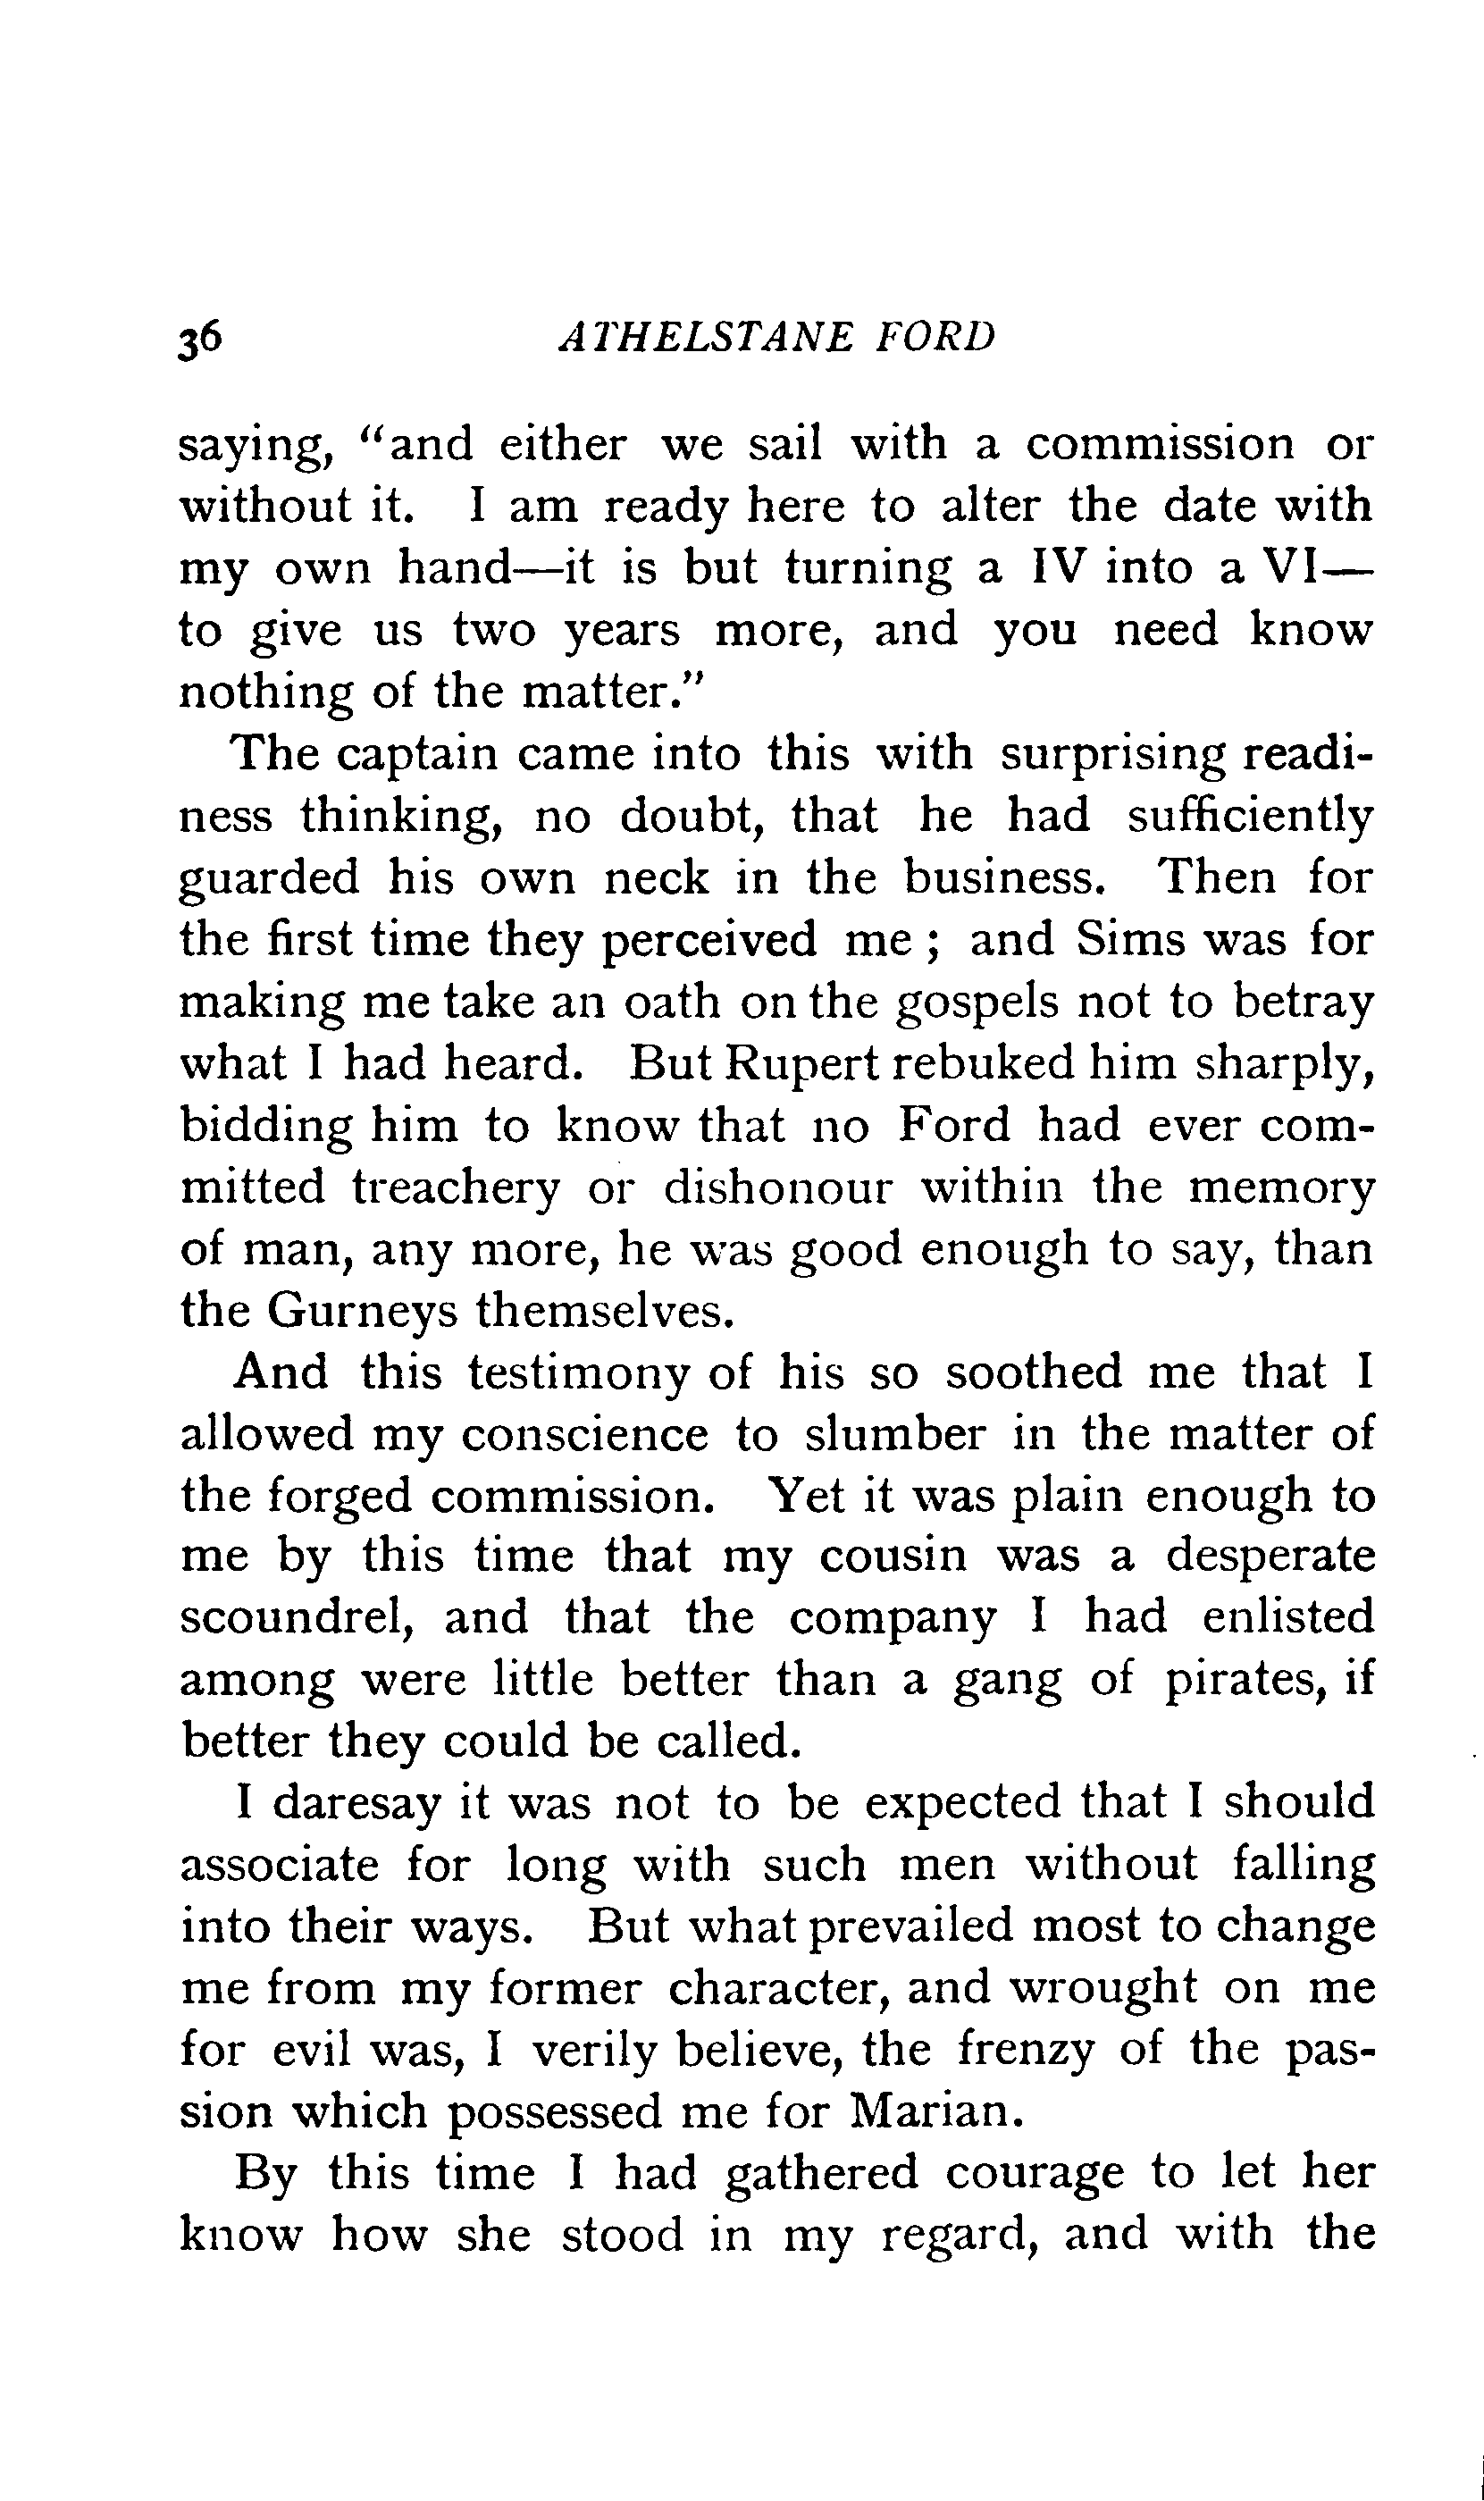 36 ATHELSTANE FORD
saying, "and either we sail with a commission or
without it. I am ready here to alter the date with
my own hand—it is but turning a IV into a VI—
to give us two years more, and you need know
nothing of the matter."
The captain came into this with surprising readi-
ness thinking, no doubt, that he had sufficiently
guarded his own neck in the business. Then for
the first time they perceived me ; and Sims was for
making me take an oath on the gospels not to betray
what I had heard. But Rupert rebuked him sharply,
bidding him to know that no Ford had ever com-
mitted treachery or dishonour within the memory
of man, any more, he was good enough to say, than
the Gurneys themselves.
And this testimony of his so soothed me that I
allowed my conscience to slumber in the matter of
the forged commission. Yet it was plain enough to
me by this time that my cousin was a desperate
scoundrel, and that the company I had enlisted
among were little better than a gang of pirates, if
better they could be called.
I daresay it was not to be expected that I should
associate for long with such men without falling
into their ways. But what prevailed most to change
me from my former character, and wrought on me
for evil was, I verily believe, the frenzy of the pas-
sion which possessed me for Marian.
By this time I had gathered courage to let her
know how she stood in my regard, and with the